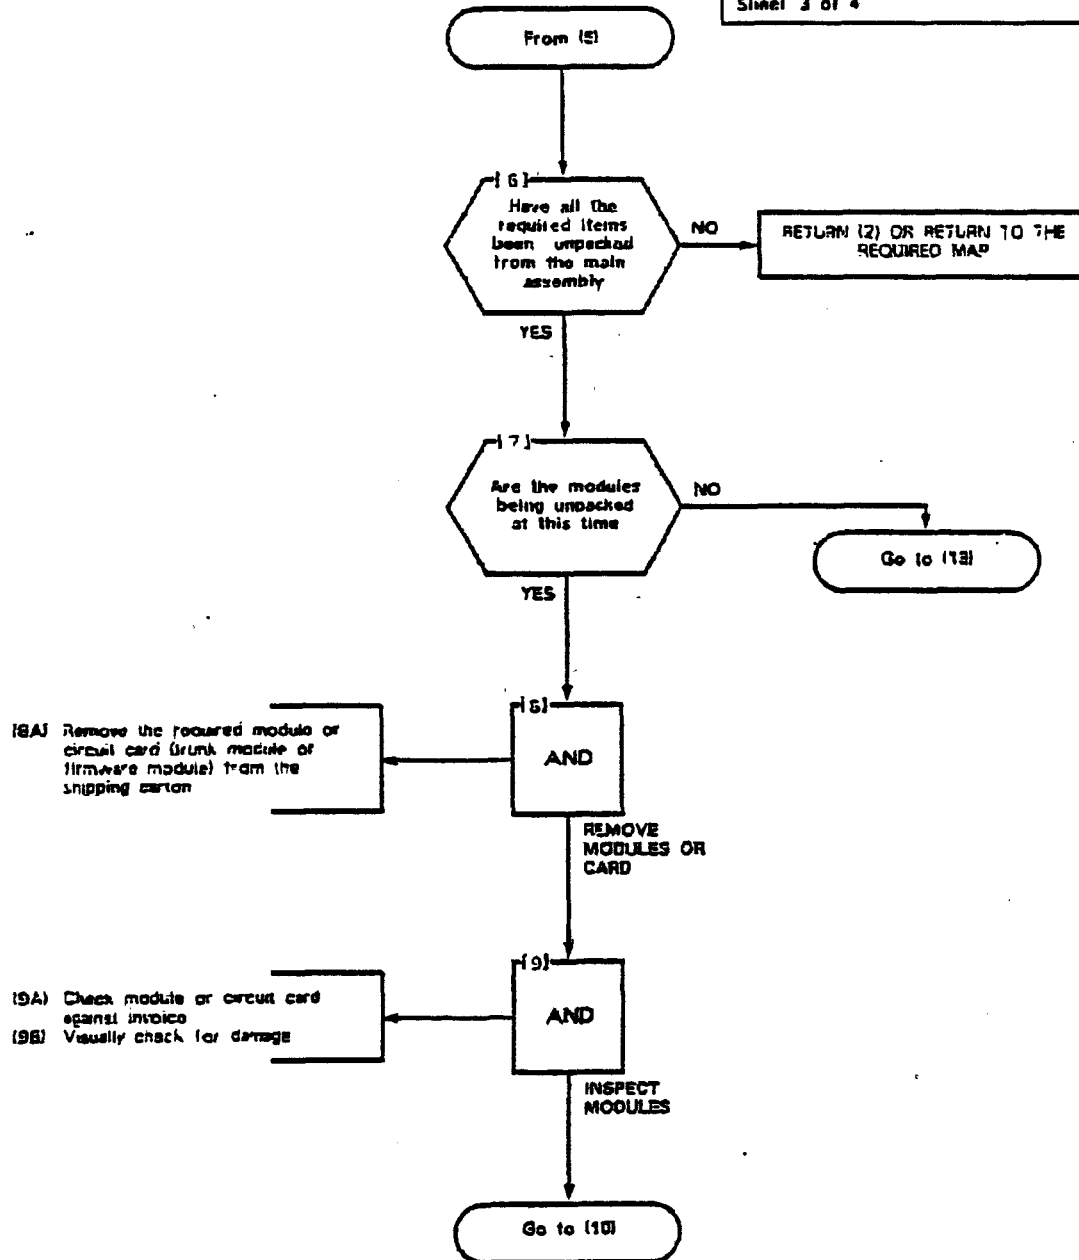 Sheet 3 of 4
From (5)
[6]
Have all the
required items
been unpacked
from the main
assembly
NO
RETURN (2) OR RETURN TO THE
REQUIRED MAP
YES
[7]
Are the modules
being unpacked
at this time
NO
Go to (13)
YES
[8]
AND
(8A) Remove the required module or
circuit card (trunk module or
firmware module) from the
shipping carton
REMOVE
MODULES OR
CARD
[9]
AND
(9A) Check module or circuit card
against invoice
(9B) Visually check for damage
INSPECT
MODULES
Go to (10)